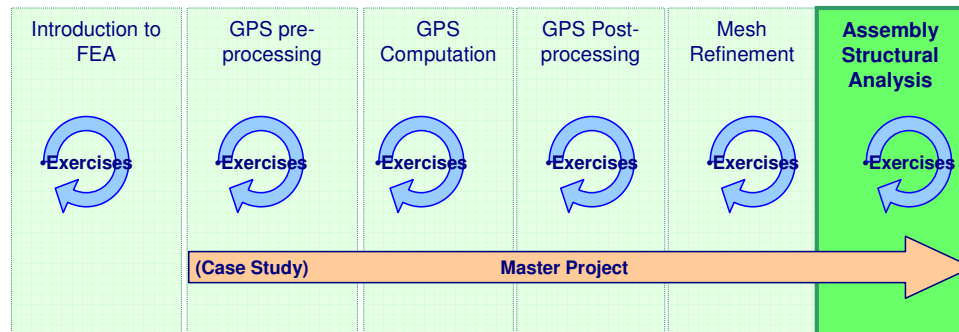 Introduction to
FEA
GPS pre-
processing
GPS
Computation
GPS Post-
processing
Mesh
Refinement
Assembly
Structural
Analysis
•Exercises
•Exercises
•Exercises
•Exercises
•Exercises
•Exercises
(Case Study)
Master Project